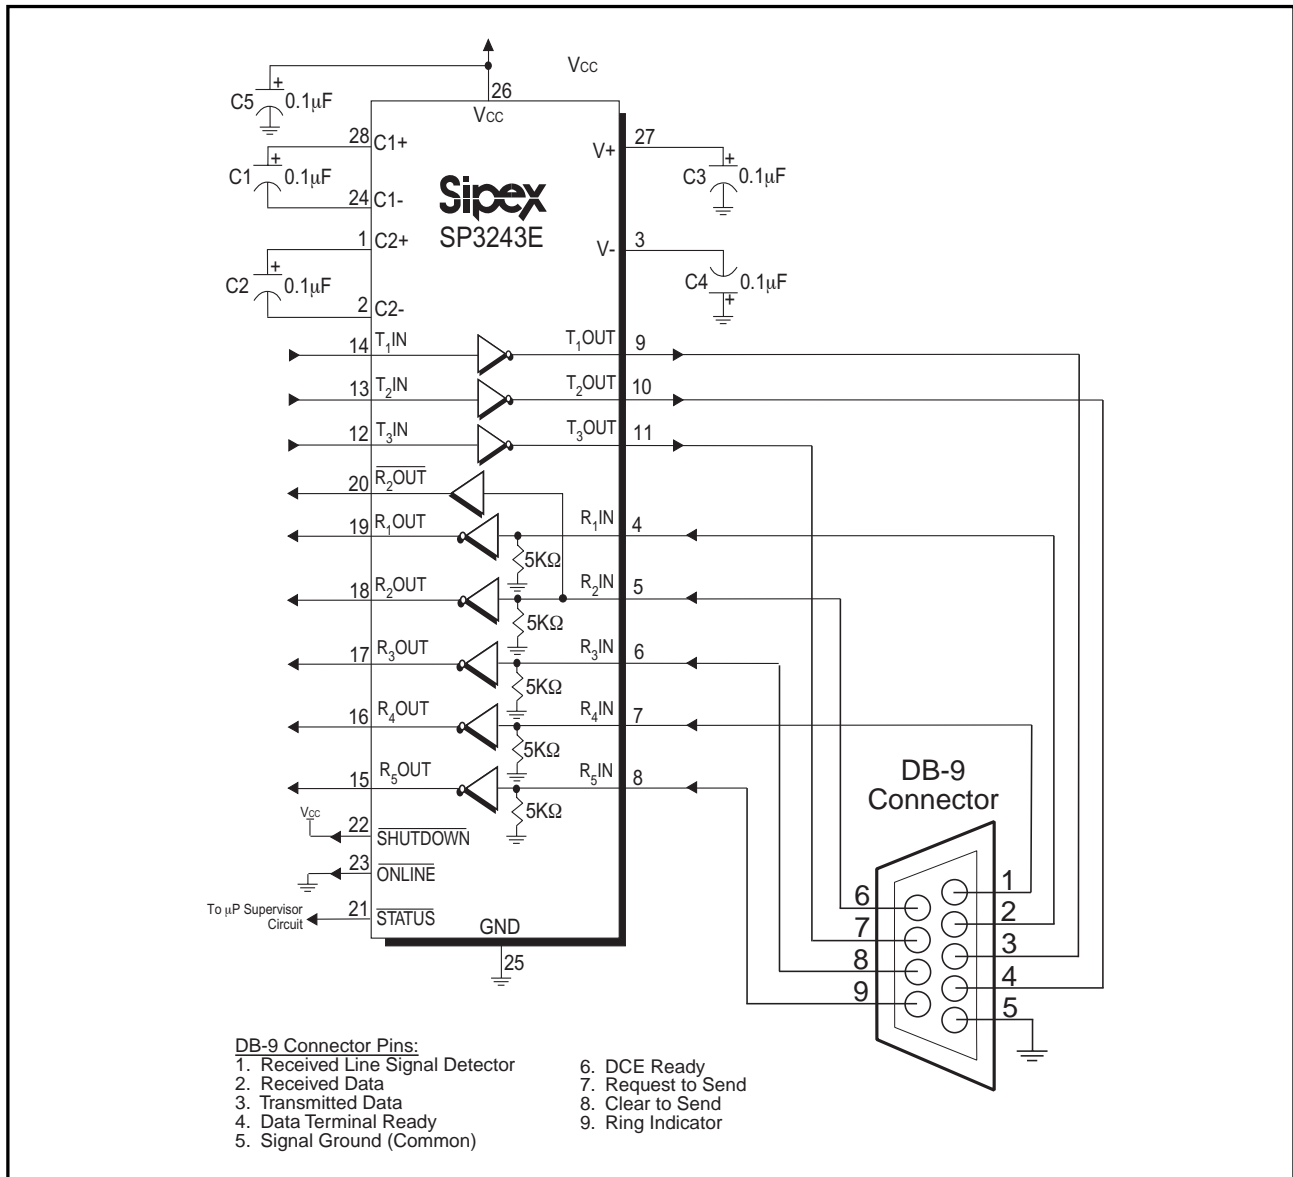 VCC
26
VCC
C5
+
0.1µF
28
C1+
C1
+
0.1µF
24
C1-
1
C2+
C2
+
0.1µF
2
C2-
V+
27
C3
+
0.1µF
V-
3
C4
0.1µF
+
Sipex
SP3243E
14 T1IN T1OUT 9
13 T2IN T2OUT 10
12 T3IN T3OUT 11
20 R2OUT
19 R1OUT R1IN 4
5KΩ
18 R2OUT R2IN 5
5KΩ
17 R3OUT R3IN 6
5KΩ
16 R4OUT R4IN 7
5KΩ
15 R5OUT R5IN 8
5KΩ
VCC
22 SHUTDOWN
23 ONLINE
To µP Supervisor
Circuit
21 STATUS
GND
25
DB-9
Connector
6
7
8
9
1
2
3
4
5
DB-9 Connector Pins:
1. Received Line Signal Detector
2. Received Data
3. Transmitted Data
4. Data Terminal Ready
5. Signal Ground (Common)
6. DCE Ready
7. Request to Send
8. Clear to Send
9. Ring Indicator